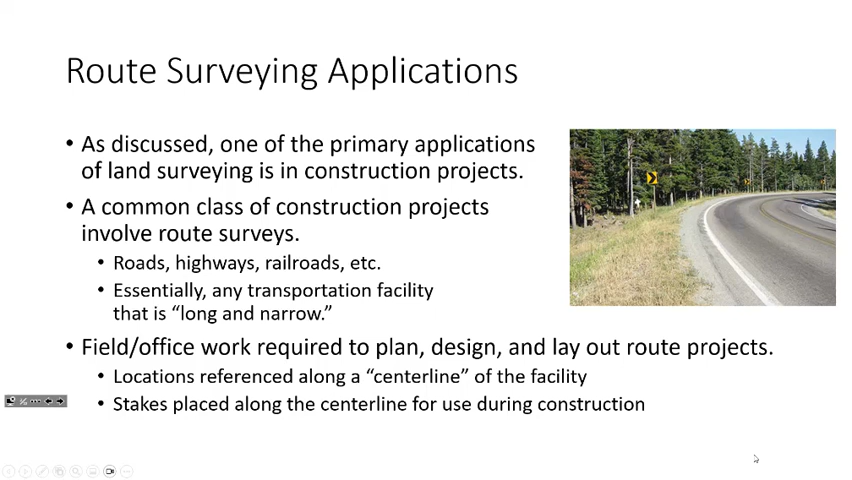 Route Surveying Applications
• As discussed, one of the primary applications
of land surveying is in construction projects.
• A common class of construction projects
involve route surveys.
• Roads, highways, railroads, etc.
• Essentially, any transportation facility
that is “long and narrow.”
• Field/office work required to plan, design, and lay out route projects.
• Locations referenced along a “centerline” of the facility
• Stakes placed along the centerline for use during construction